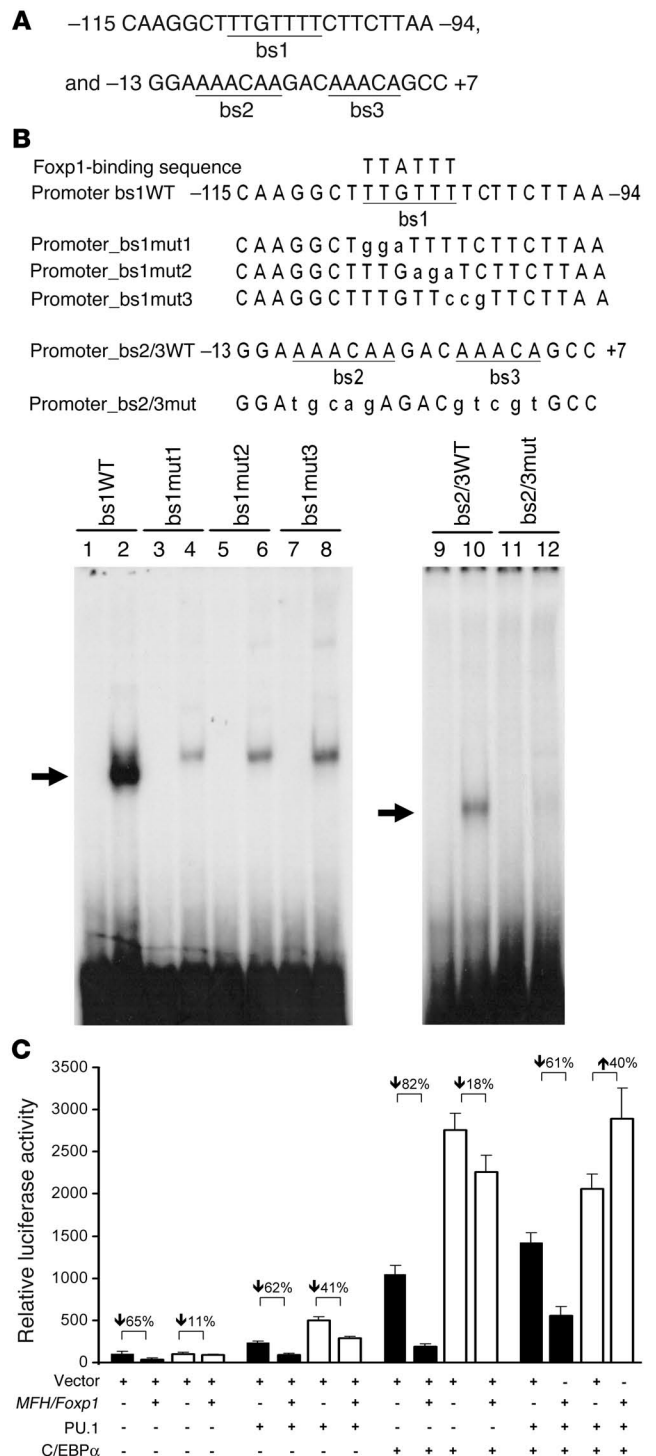 A
−115 CAAGGCTTTGTTTTCTTCTTAA −94,
bs1
and −13 GGAAAACAAGACAAACAGCC +7
bs2 bs3
B
Foxp1-binding sequence T T A T T T
Promoter bs1WT −115 C A A G G C T T T G T T T T C T T C T T A A −94
bs1
Promoter_bs1mut1 C A A G G C T g g a T T T T C T T C T T A A
Promoter_bs1mut2 C A A G G C T T T G a g a T C T T C T T A A
Promoter_bs1mut3 C A A G G C T T T G T T c c g T T C T T A A
Promoter_bs2/3WT −13 G G A A A A C A A G A C A A A C A G C C +7
bs2 bs3
Promoter_bs2/3mut G G A t g c a g A G A C g t c g t G C C
bs1WT bs1mut1 bs1mut2 bs1mut3 bs2/3WT bs2/3mut
1 2 3 4 5 6 7 8 9 10 11 12
C
Relative luciferase activity
3500
3000
2500
2000
1500
1000
500
0
↓65% ↓11% ↓62% ↓41% ↓82% ↓18% ↓61% ↑40%
Vector + + + + + + + + + + + + + - + -
MFH/Foxp1 - + - + - + - + - + - + - + - +
PU.1 - - - - + + + + - - - - + + + +
C/EBPα - - - - - - - - + + + + + + + +